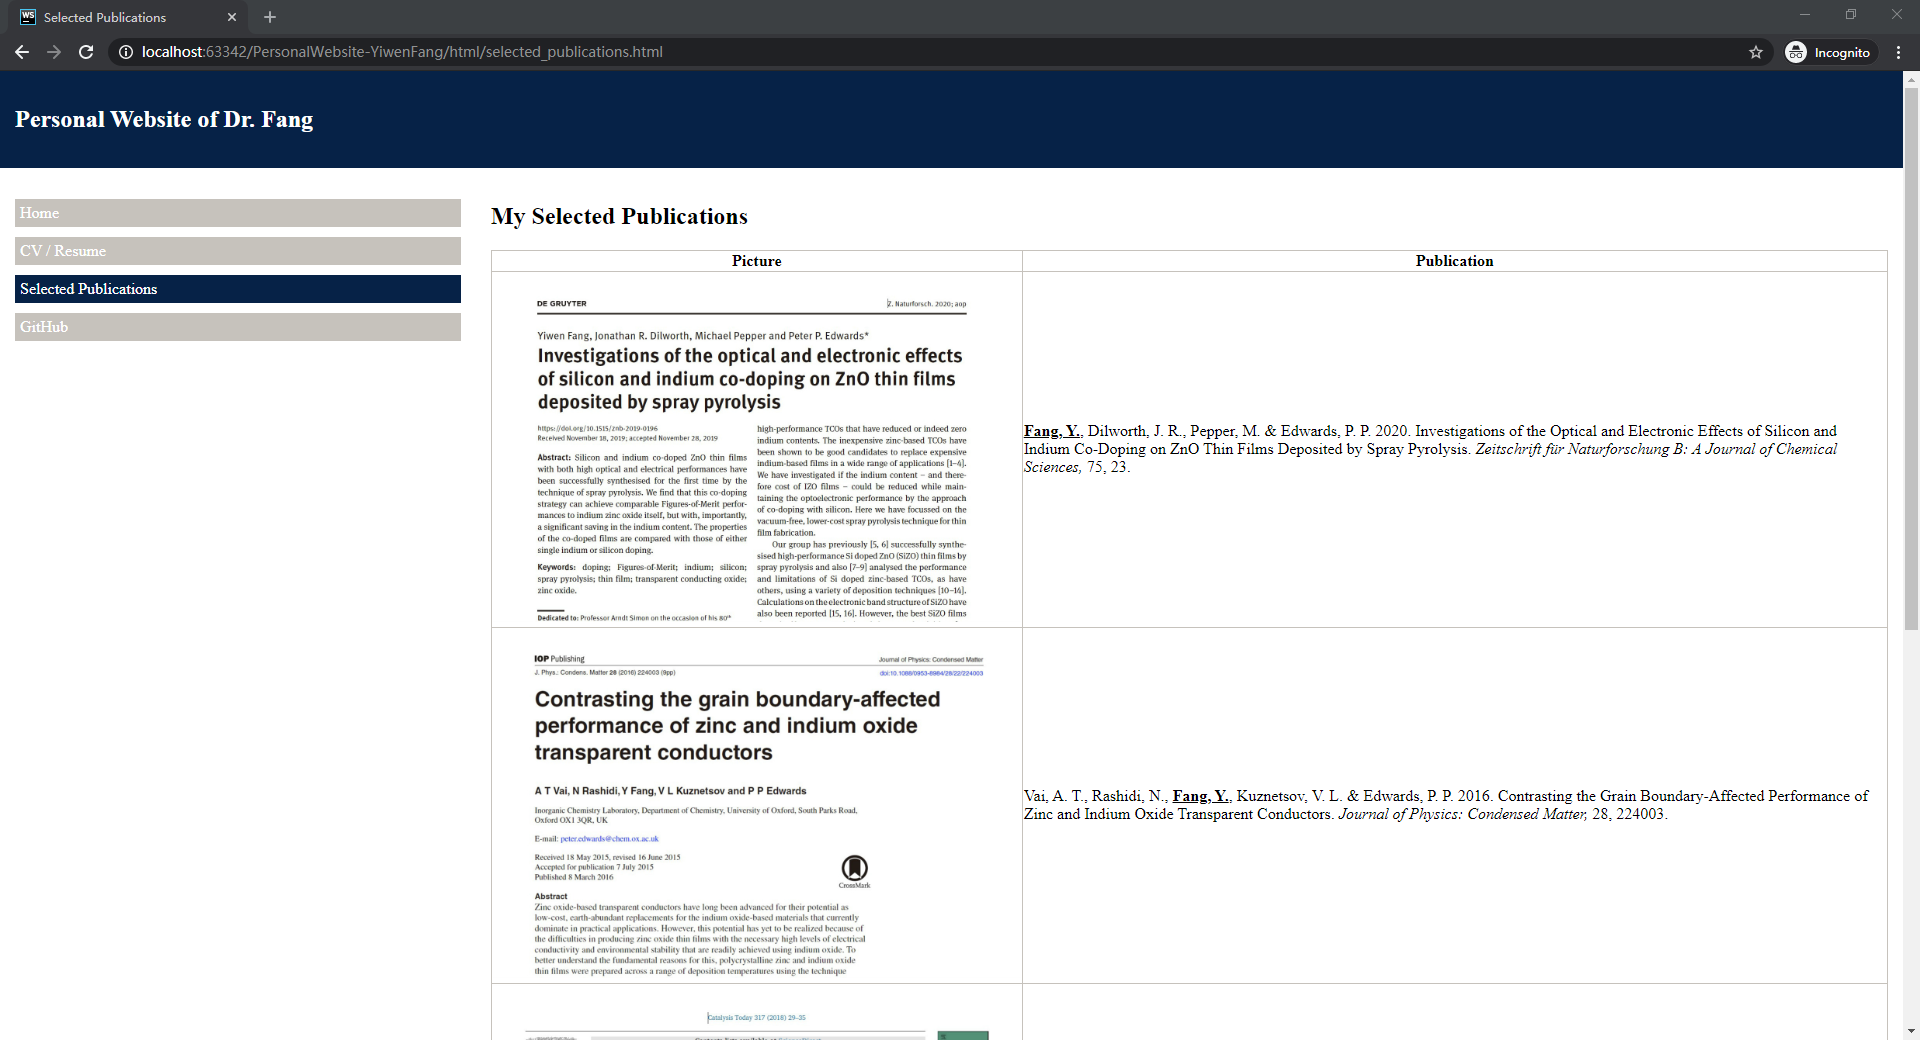 Selected Publications
localhost:63342/PersonalWebsite-YiwenFang/html/selected_publications.html
Incognito
Personal Website of Dr. Fang
Home
CV / Resume
Selected Publications
GitHub
My Selected Publications
Picture
Publication
DE GRUYTER
Z. Naturforsch. 2020; aop
Yiwen Fang, Jonathan R. Dilworth, Michael Pepper and Peter P. Edwards*
Investigations of the optical and electronic effects
of silicon and indium co-doping on ZnO thin films
deposited by spray pyrolysis
https://doi.org/10.1515/znb-2019-0196
Received November 18, 2019; accepted November 28, 2019
Abstract: Silicon and indium co-doped ZnO thin films
with both high optical and electrical performances have
been successfully synthesised for the first time by the
technique of spray pyrolysis. We find that this co-doping
strategy can achieve comparable Figures-of-Merit perfor-
mances to indium zinc oxide itself, but with, importantly,
a significant saving in the indium content. The properties
of the co-doped films are compared with those of either
single indium or silicon doping.
Keywords: doping; Figures-of-Merit; indium; silicon;
spray pyrolysis; thin film; transparent conducting oxide;
zinc oxide.
Dedicated to: Professor Arndt Simon on the occasion of his 80th
high-performance TCOs that have reduced or indeed zero
indium contents. The inexpensive zinc-based TCOs have
been shown to be good candidates to replace expensive
indium-based films in a wide range of applications [1–4].
We have investigated if the indium content – and there-
fore cost of IZO films – could be reduced while main-
taining the optoelectronic performance by the approach
of co-doping with silicon. Here we have focussed on the
vacuum-free, lower-cost spray pyrolysis technique for thin
film fabrication.
Our group has previously [5, 6] successfully synthe-
sised high-performance Si doped ZnO (SiZO) thin films by
spray pyrolysis and also [7–9] analysed the performance
and limitations of Si doped zinc-based TCOs, as have
others, using a variety of deposition techniques [10–14].
Calculations on the electronic band structure of SiZO have
also been reported [15, 16]. However, the best SiZO films
Fang, Y., Dilworth, J. R., Pepper, M. & Edwards, P. P. 2020. Investigations of the Optical and Electronic Effects of Silicon and
Indium Co-Doping on ZnO Thin Films Deposited by Spray Pyrolysis. Zeitschrift für Naturforschung B: A Journal of Chemical
Sciences, 75, 23.
IOP Publishing
Journal of Physics: Condensed Matter
J. Phys.: Condens. Matter 28 (2016) 224003 (9pp)
doi:10.1088/0953-8984/28/22/224003
Contrasting the grain boundary-affected
performance of zinc and indium oxide
transparent conductors
A T Vai, N Rashidi, Y Fang, V L Kuznetsov and P P Edwards
Inorganic Chemistry Laboratory, Department of Chemistry, University of Oxford, South Parks Road,
Oxford OX1 3QR, UK
E-mail: peter.edwards@chem.ox.ac.uk
Received 18 May 2015, revised 16 June 2015
Accepted for publication 7 July 2015
Published 8 March 2016
CrossMark
Abstract
Zinc oxide-based transparent conductors have long been advanced for their potential as
low-cost, earth-abundant replacements for the indium oxide-based materials that currently
dominate in practical applications. However, this potential has yet to be realized because of
the difficulties in producing zinc oxide thin films with the necessary high levels of electrical
conductivity and environmental stability that are readily achieved using indium oxide. To
better understand the fundamental reasons for this, polycrystalline zinc and indium oxide
thin films were prepared across a range of deposition temperatures using the technique
Vai, A. T., Rashidi, N., Fang, Y., Kuznetsov, V. L. & Edwards, P. P. 2016. Contrasting the Grain Boundary-Affected Performance of
Zinc and Indium Oxide Transparent Conductors. Journal of Physics: Condensed Matter, 28, 224003.
Catalysis Today 317 (2018) 29–35